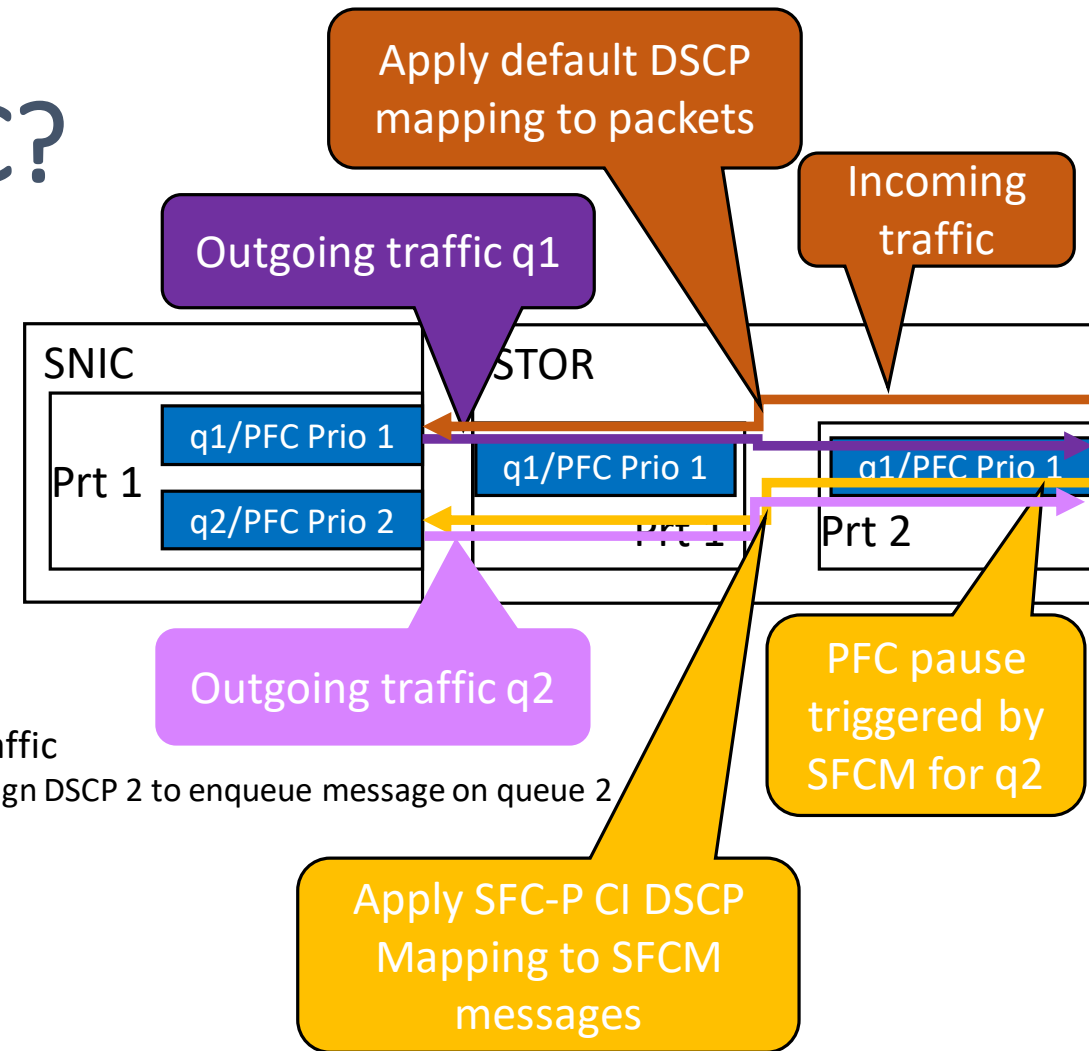 C?
Apply default DSCP
mapping to packets
Incoming
traffic
Outgoing traffic q1
SNIC
STOR
q1/PFC Prio 1
Prt 1
q2/PFC Prio 2
q1/PFC Prio 1
Prt 1
q1/PFC Prio 1
Prt 2
Outgoing traffic q2
PFC pause
triggered by
SFCM for q2
affic
ign DSCP 2 to enqueue message on queue 2
Apply SFC-P CI DSCP
Mapping to SFCM
messages